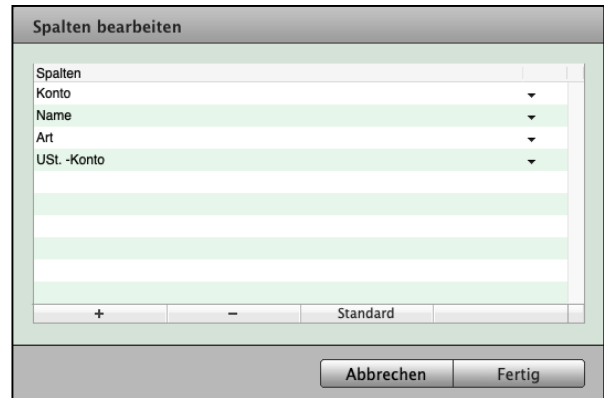 Spalten bearbeiten
Spalten
Konto
Name
Art
USt. -Konto
+ − Standard
Abbrechen Fertig